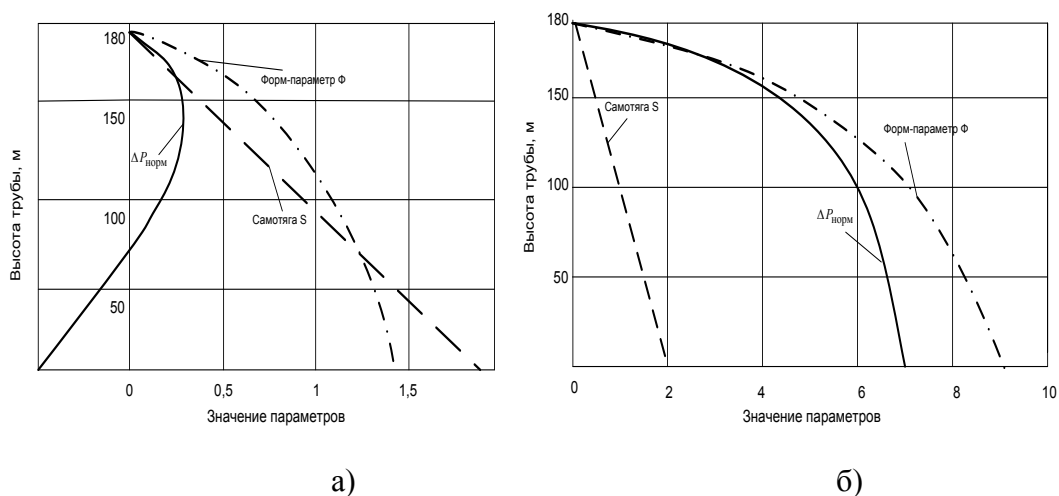 180
150
100
50
0
0,5
1
1,5
Высота трубы, м
Значение параметров
Форм-параметр Ф
ΔPнорм
Самотяга S
а)
180
150
100
50
0
2
4
6
8
10
Высота трубы, м
Значение параметров
Самотяга S
Форм-параметр Ф
ΔPнорм
б)